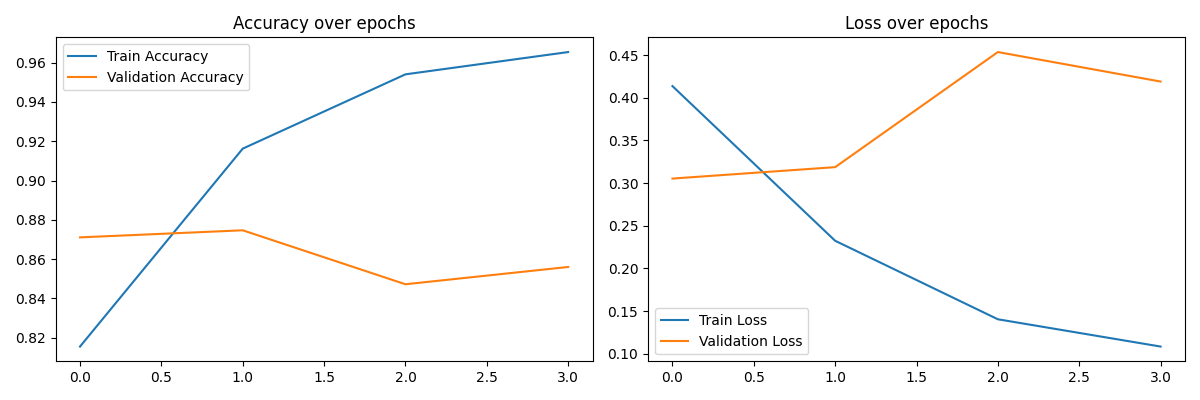 Accuracy over epochs
Train Accuracy
Validation Accuracy
0.96
0.94
0.92
0.90
0.88
0.86
0.84
0.82
0.0 0.5 1.0 1.5 2.0 2.5 3.0
Loss over epochs
0.45
0.40
0.35
0.30
0.25
0.20
0.15
0.10
Train Loss
Validation Loss
0.0 0.5 1.0 1.5 2.0 2.5 3.0